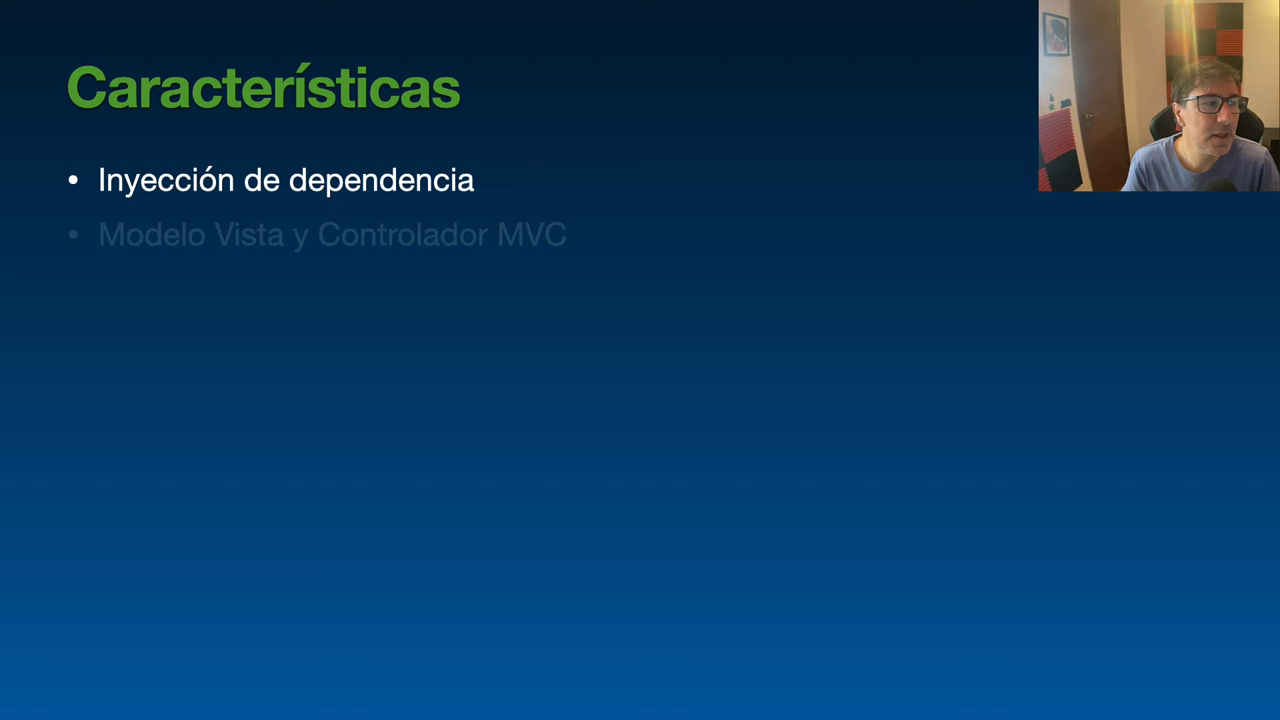 Características
• Inyección de dependencia
• Modelo Vista y Controlador MVC